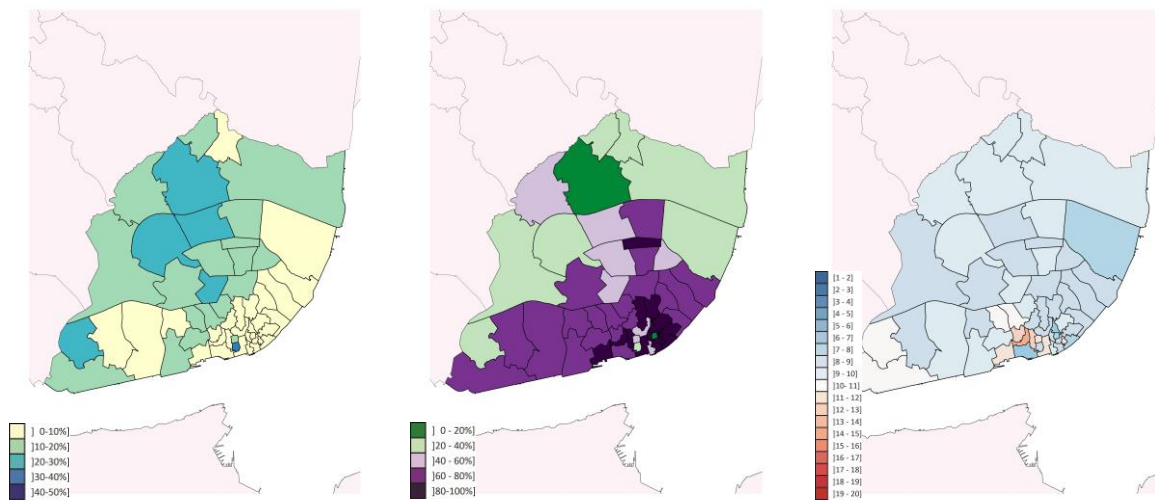 ] 0-10%]
]10-20%]
]20-30%]
]30-40%]
]40-50%]
] 0 - 20%]
]20 - 40%]
]40 - 60%]
]60 - 80%]
]80-100%]
]1 - 2]
]2 - 3]
]3 - 4]
]4 - 5]
]5 - 6]
]6 - 7]
]7 - 8]
]8 - 9]
]9 - 10]
]10 - 11]
]11 - 12]
]12 - 13]
]13 - 14]
]14 - 15]
]15 - 16]
]16 - 17]
]17 - 18]
]18 - 19]
]19 - 20]